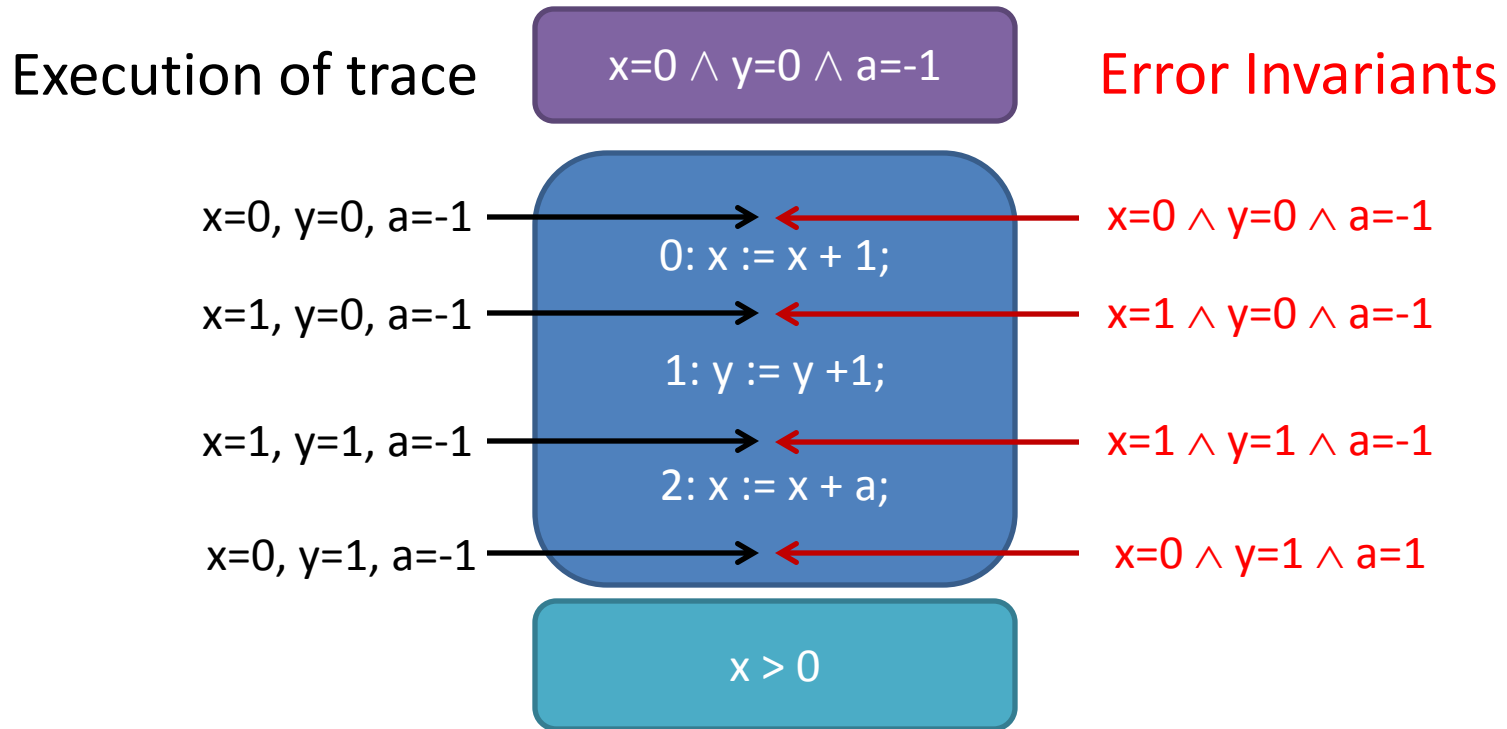 x=0 ∧ y=0 ∧ a=-1
Execution of trace
Error Invariants
x=0, y=0, a=-1
x=0 ∧ y=0 ∧ a=-1
0: x := x + 1;
x=1, y=0, a=-1
x=1 ∧ y=0 ∧ a=-1
1: y := y +1;
x=1, y=1, a=-1
x=1 ∧ y=1 ∧ a=-1
2: x := x + a;
x=0, y=1, a=-1
x=0 ∧ y=1 ∧ a=1
x > 0